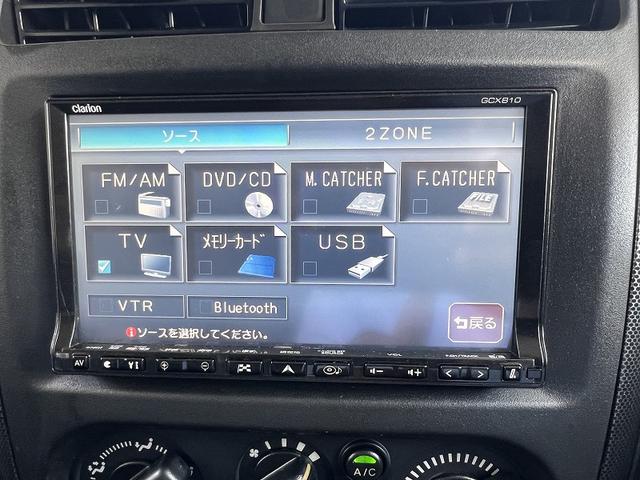 clarion
GCX810
ソース
2ZONE
FM/AM
DVD/CD
M. CATCHER
F. CATCHER
FILE
TV
ﾒﾓﾘｰｶｰﾄﾞ
USB
VTR
Bluetooth
戻る
ソースを選択してください。
AV
A/C